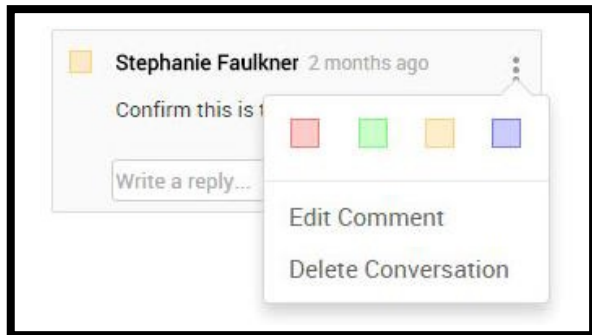 Stephanie Faulkner 2 months ago
Confirm this is
Write a reply...
Edit Comment
Delete Conversation